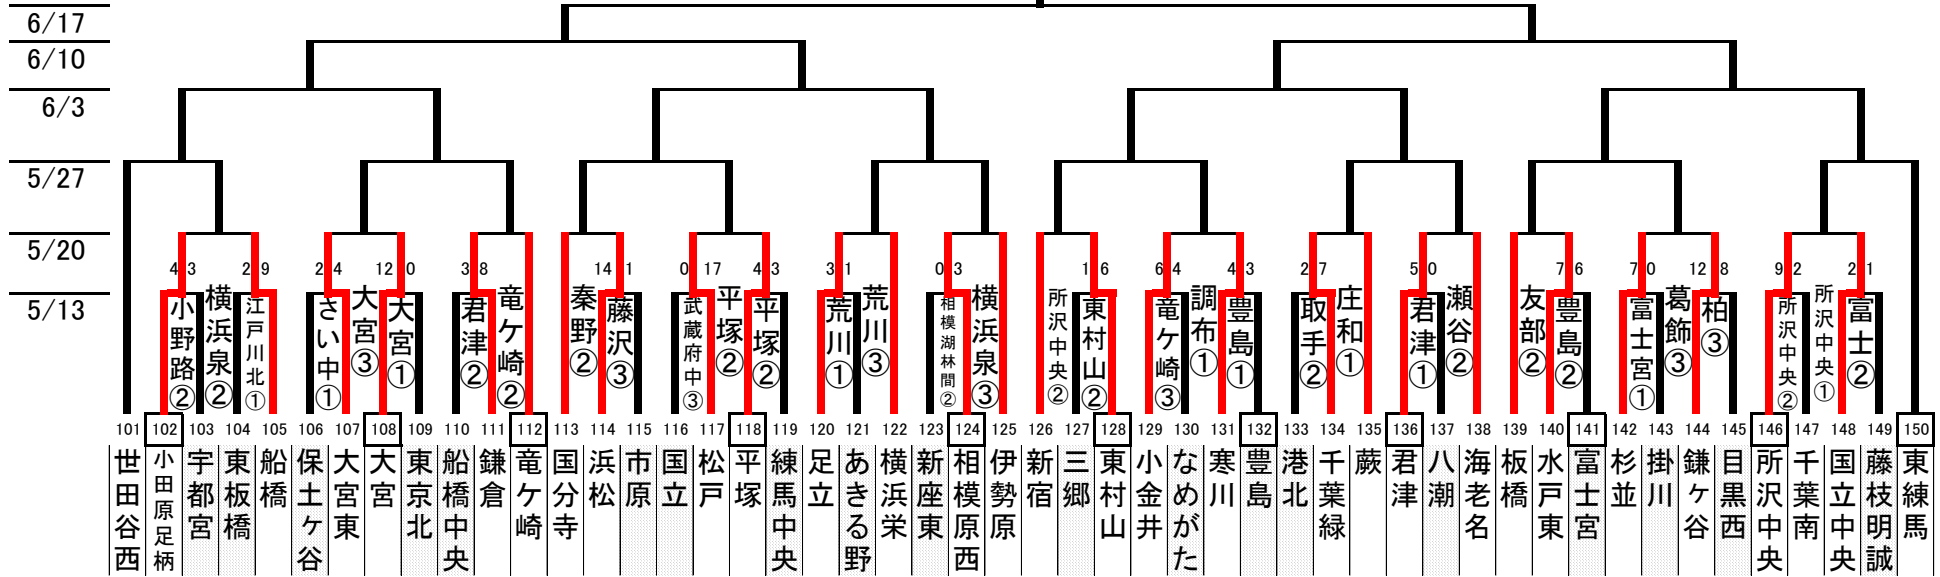 6/17
6/10
6/3
5/27
5/20
5/13
4 3 2 9 2 4 12 0 3 8 14 1 0 17 4 3 3 1 0 3 1 6 6 4 4 3 2 7 5 0 7 6 7 0 12 8 9 2 2 1
小野路②
横浜泉②
江戸川北①
さい中①
大宮③
大宮①
君津②
竜ケ崎②
秦野②
藤沢③
武蔵府中③
平塚②
平塚②
荒川①
荒川③
相模湖林間②
横浜泉③
所沢中央②
東村山②
竜ケ崎③
調布①
豊島①
取手②
庄和①
君津①
瀬谷②
友部②
豊島②
富士宮①
葛飾③
柏③
所沢中央②
所沢中央①
富士②
101 102 103 104 105 106 107 108 109 110 111 112 113 114 115 116 117 118 119 120 121 122 123 124 125 126 127 128 129 130 131 132 133 134 135 136 137 138 139 140 141 142 143 144 145 146 147 148 149 150
世田谷西
小田原足柄
宇都宮
東板橋
船橋
保土ヶ谷
大宮東
大宮
東京北
船橋中央
鎌倉
竜ケ崎
国分寺
浜松
市原
国立
松戸
平塚
練馬中央
足立
あきる野
横浜栄
新座東
相模原西
伊勢原
新宿
三郷
東村山
小金井
なめがた
寒川
豊島
港北
千葉緑
蕨
君津
八潮
海老名
板橋
水戸東
富士宮
杉並
掛川
鎌ヶ谷
目黒西
所沢中央
千葉南
国立中央
藤枝明誠
東練馬